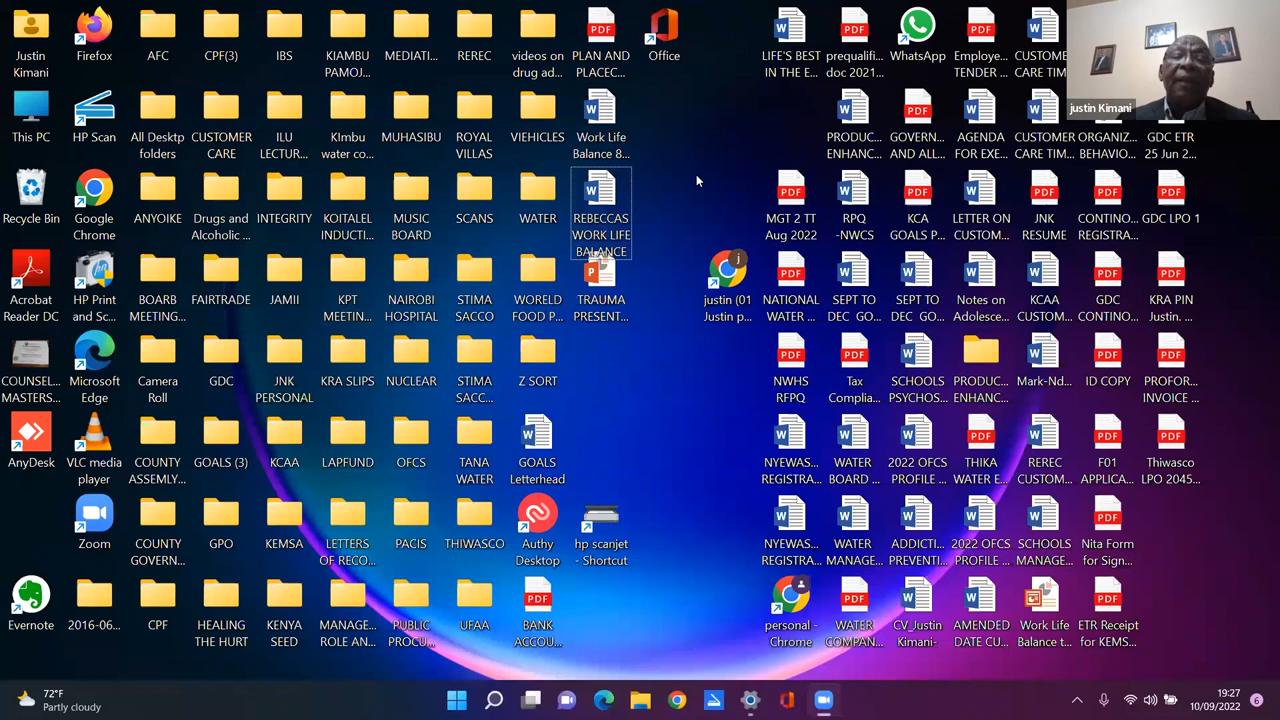 Justin
Kimani
Firefox
AFC
CPF(3)
IBS
KIAMBE
PAMOJ...
MEDIATI...
REREC
videos on
drug ad...
PLAN AND
PLACEC...
Office
LIFE'S BEST
IN THE E...
prequalifi...
doc 2021...
WhatsApp
Employe...
TENDER ...
CUSTOME
CARE TIM
justin Kimani
This PC
HP Scan
All Desktop
folders
CUSTOMER
CARE
ILU
LECTUR...
KImbe
water xo...
MUHASIBU
ROYAL
VILLAS
VIEHICLES
Work Life
Balance 8...
PRODUC...
ENHANC...
GOVERN...
AND ALL...
AGENDA
FOR EXE...
CUSTOMER
CARE TIM...
ORGANIZ...
BEHAVIO...
GDC ETR
25 Jun 2...
Recycle Bin
Google
Chrome
ANYOIKE
Drugs and
Alcoholic ...
INTEGRITY
KOITALEL
INDUCTI...
MUSIC
BOARD
SCANS
WATER
REBECCAS
WORK LIFE
BALANCE
MGT 2 TT
Aug 2022
RPQ
-NWCS
KCA
GOALS P...
LETTER ON
CUSTOM...
JNK
RESUME
CONTINO...
REGISTRA...
GDC LPO 1
Acrobat
Reader DC
HP Print
and Sc...
BOARD
MEETING...
FAIRTRADE
JAMII
KPF
MEETIN...
NAIROBI
HOSPITAL
STIMA
SACCO
WORELD
FOOD P...
TRAUMA
PRESENT...
justin (01
Justin p...
NATIONAL
WATER ...
SEPT TO
DEC GO...
SEPT TO
DEC GO...
Notes on
Adolesce...
KCAA
CUSTOM...
GDC
CONTINO...
KRA PIN
Justin. ...
COUNSEL...
MASTERS...
Microsoft
Edge
Camera
Roll
GDC
JNK
PERSONAL
KRA SLIPS
NUCLEAR
STIMA
SACC...
Z SORT
NWHS
RFPQ
Tax
Complia...
SCHOOLS
PSYCHOS...
PRODUC...
ENHANC...
Mark-Nd...
ID COPY
PROFOR...
INVOICE ...
AnyDesk
VLC media
player
COUNTY
ASSEMBLY...
GOALS (3)
KCAA
LAPFUND
OFCS
TANA
WATER
GOALS
Letterhead
NYEWAS...
REGISTRA...
WATER
BOARD ...
2022 OFCS
PROFILE ...
THIKA
WATER E...
REREC
CUSTOM...
F01
APPLICA...
Thiwasco
LPO 2045...
Zoom
COUNTY
GOVERN...
GPO
KEMSA
LETTERS
OF RECO...
PACIS
THIWASCO
Authy
Desktop
hp scanjet
- Shortcut
NYEWAS...
REGISTRA...
WATER
MANAGE...
ADDICTI...
PREVENTI...
2022 OFCS
PROFILE ...
SCHOOLS
MANAGE...
Nita Form
for Sign...
Evernote
2016-06...
CPF
HEALING
THE HURT
KENYA
SEED
MANAGE...
ROLE AN...
PUBLIC
PROCU...
UFAA
BANK
ACCOU...
personal -
Chrome
WATER
COMPAN...
CV_Justin
Kimani-
AMENDED
DATE CU...
Work Life
Balance t...
ETR Receipt
for KEMS...
72°F
Partly cloudy
19:27
10/09/2022
6